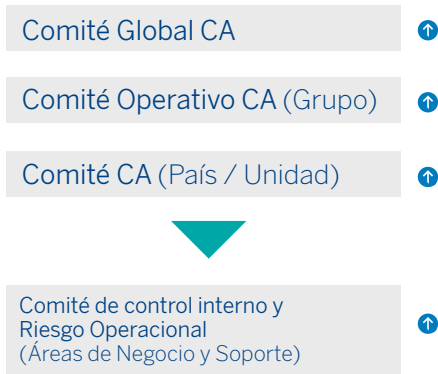 Comité Global CA
Comité Operativo CA (Grupo)
Comité CA (País / Unidad)
Comité de control interno y
Riesgo Operacional
(Áreas de Negocio y Soporte)